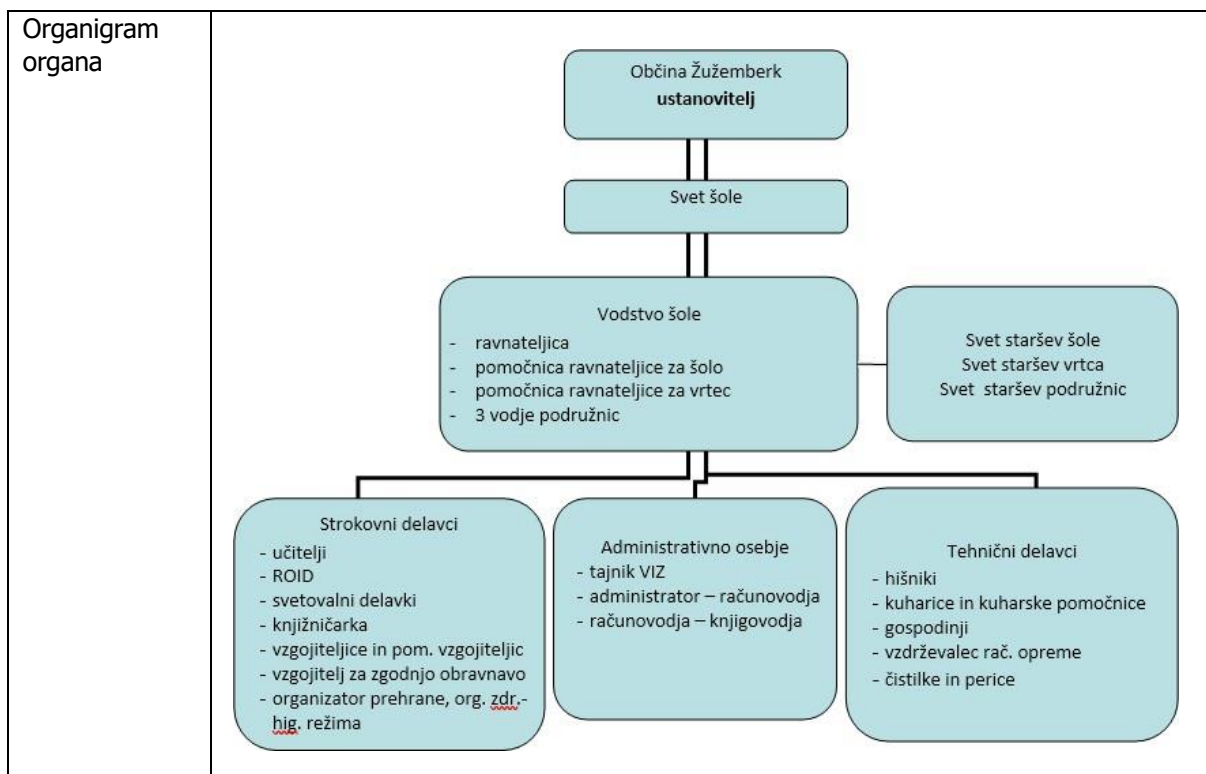 Organigram
organa
Občina Žužemberk
ustanovitelj
Svet šole
Vodstvo šole
- ravnateljica
- pomočnica ravnateljice za šolo
- pomočnica ravnateljice za vrtec
- 3 vodje podružnic
Svet staršev šole
Svet staršev vrtca
Svet staršev podružnic
Strokovni delavci
- učitelji
- ROID
- svetovalni delavki
- knjižničarka
- vzgojiteljice in pom. vzgojiteljic
- vzgojitelj za zgodnjo obravnavo
- organizator prehrane, org. zdr.-
hig. režima
Administrativno osebje
- tajnik VIZ
- administrator – računovodja
- računovodja – knjigovodja
Tehnični delavci
- hišniki
- kuharice in kuharske pomočnice
- gospodinji
- vzdrževalec rač. opreme
- čistilke in perice